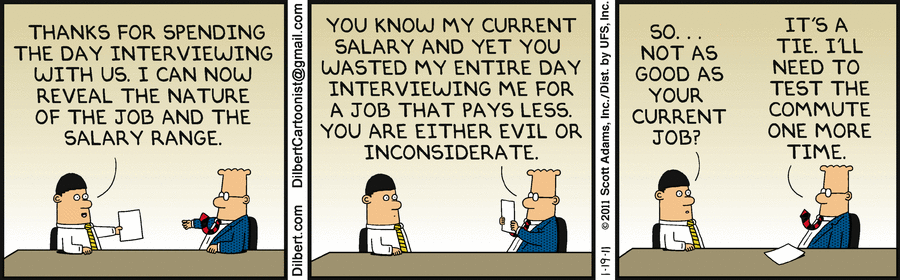 THANKS FOR SPENDING
THE DAY INTERVIEWING
WITH US. I CAN NOW
REVEAL THE NATURE
OF THE JOB AND THE
SALARY RANGE.
Dilbert.com DilbertCartoonist@gmail.com
YOU KNOW MY CURRENT
SALARY AND YET YOU
WASTED MY ENTIRE DAY
INTERVIEWING ME FOR
A JOB THAT PAYS LESS.
YOU ARE EITHER EVIL OR
INCONSIDERATE.
1-19-11 ©2011 Scott Adams, Inc./Dist. by UFS, Inc.
SO...
NOT AS
GOOD AS
YOUR
CURRENT
JOB?
IT'S A
TIE. I'LL
NEED TO
TEST THE
COMMUTE
ONE MORE
TIME.